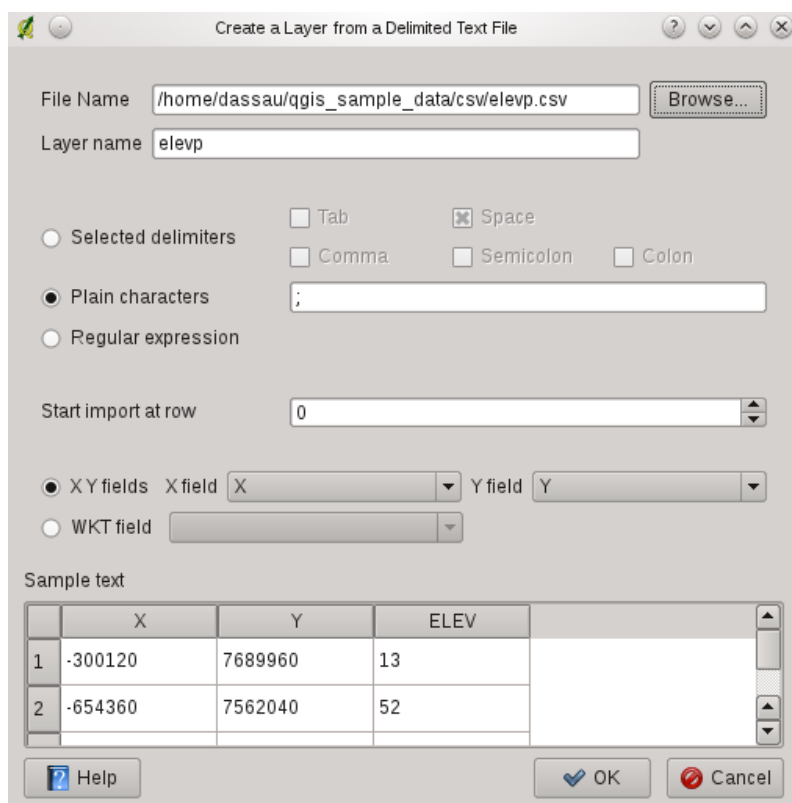 Create a Layer from a Delimited Text File
File Name /home/dassau/qgis_sample_data/csv/elevp.csv Browse...
Layer name elevp
Tab Space
Selected delimiters
Comma Semicolon Colon
Plain characters ;
Regular expression
Start import at row 0
X Y fields X field X Y field Y
WKT field
Sample text
X Y ELEV
1 -300120 7689960 13
2 -654360 7562040 52
? Help OK Cancel